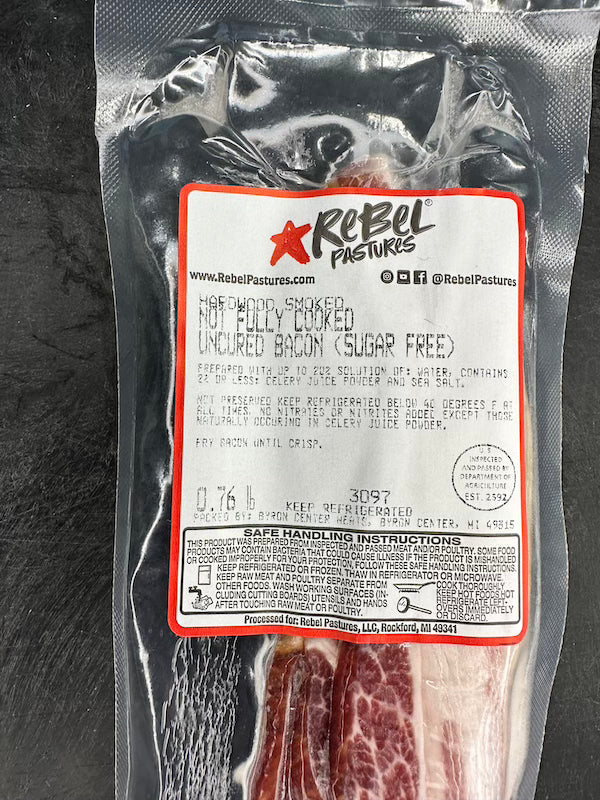 ReBeL®
PASTURES
www.RebelPastures.com @RebelPastures
HARDWOOD SMOKED
NOT FULLY COOKED
UNCURED BACON (SUGAR FREE)
PREPARED WITH UP TO 20% SOLUTION OF: WATER, CONTAINS
2% OR LESS: CELERY JUICE POWDER AND SEA SALT.
NOT PRESERVED KEEP REFRIGERATED BELOW 40 DEGREES F AT
ALL TIMES. NO NITRATES OR NITRITES ADDED EXCEPT THOSE
NATURALLY OCCURING IN CELERY JUICE POWDER.
FRY BACON UNTIL CRISP.
U.S.
INSPECTED
AND PASSED BY
DEPARTMENT OF
AGRICULTURE
EST. 2592
0.76 lb 3097
KEEP REFRIGERATED
PACKED BY: BYRON CENTER MEATS, BYRON CENTER, MI 49315
SAFE HANDLING INSTRUCTIONS
THIS PRODUCT WAS PREPARED FROM INSPECTED AND PASSED MEAT AND/OR POULTRY. SOME FOOD
PRODUCTS MAY CONTAIN BACTERIA THAT COULD CAUSE ILLNESS IF THE PRODUCT IS MISHANDLED
OR COOKED IMPROPERLY FOR YOUR PROTECTION, FOLLOW THESE SAFE HANDLING INSTRUCTIONS.
KEEP REFRIGERATED OR FROZEN. THAW IN REFRIGERATOR OR MICROWAVE.
KEEP RAW MEAT AND POULTRY SEPARATE FROM
OTHER FOODS. WASH WORKING SURFACES (IN-
CLUDING CUTTING BOARDS) UTENSILS AND HANDS
AFTER TOUCHING RAW MEAT OR POULTRY.
COOK THOROUGHLY
KEEP HOT FOODS HOT
REFRIGERATE LEFT-
OVERS IMMEDIATELY
OR DISCARD.
Processed for: Rebel Pastures, LLC, Rockford, MI 49341